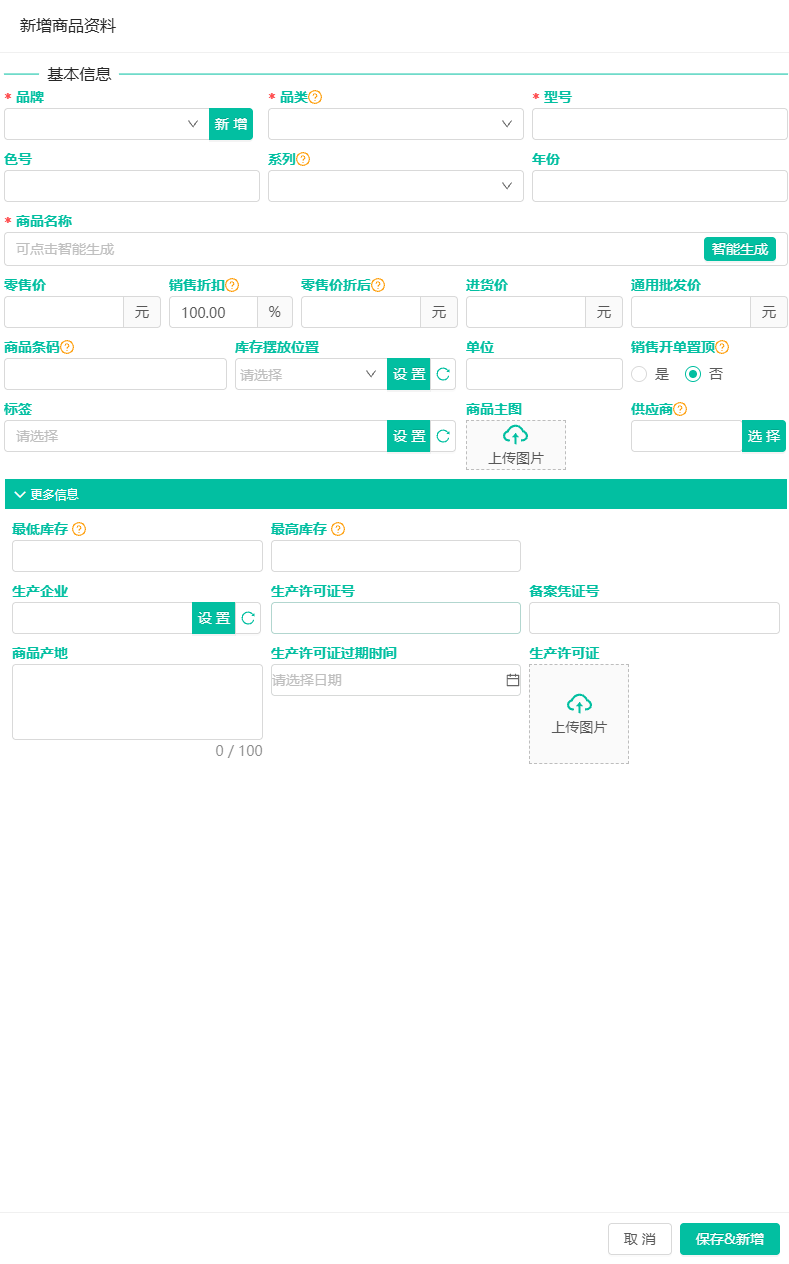 新增商品资料
基本信息
* 品牌 * 品类 ? * 型号
新 增
色号 系列 ? 年份
* 商品名称
可点击智能生成 智能生成
零售价 销售折扣 ? 零售价折后 ? 进货价 通用批发价
元 100.00 % 元 元 元
商品条码 ? 库存摆放位置 单位 销售开单置顶 ?
请选择 设 置 是 否
标签 商品主图 供应商 ?
请选择 设 置 上传图片 选 择
更多信息
最低库存 ? 最高库存 ?
生产企业 生产许可证号 备案凭证号
设 置
商品产地 生产许可证过期时间 生产许可证
请选择日期
上传图片
0 / 100
取 消 保存&新增